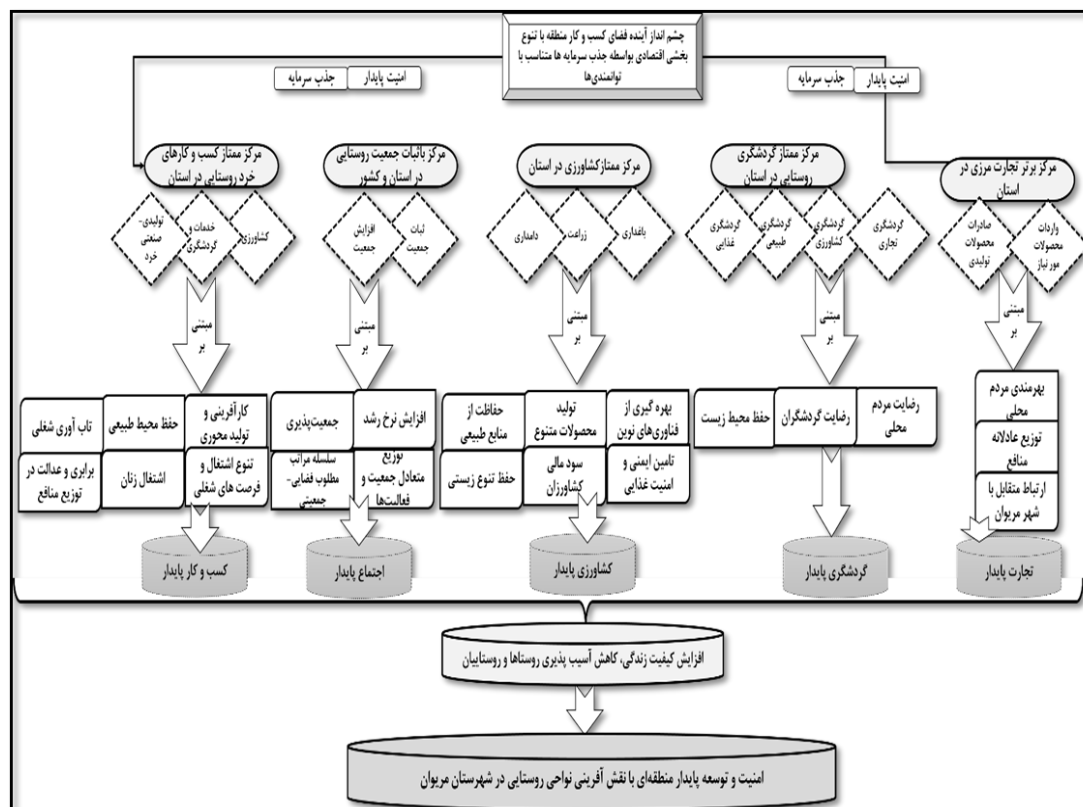 چشم انداز آینده فضای کسب و کار منطقه با تنوع
بخشی اقتصادی بواسطه جذب سرمایه ها متناسب با
توانمندی‌ها
امنیت پایدار
جذب سرمایه
امنیت پایدار
جذب سرمایه
مرکز برتر تجارت مرزی در
استان
مرکز ممتاز گردشگری
روستایی در استان
مرکز ممتاز کشاورزی در استان
مرکز باثبات جمعیت روستایی
در استان و کشور
مرکز ممتاز کسب و کارهای
خرد روستایی در استان
واردات
محصولات
مور نیاز
صادرات
محصولات
تولیدی
گردشگری
تجاری
گردشگری
کشاورزی
گردشگری
طبیعی
گردشگری
غذایی
باغداری
زراعت
دامداری
ثبات
جمعیت
افزایش
جمعیت
کشاورزی
خدمات و
گردشگری
تولیدی-
صنعتی
خرد
مبتنی
بر
مبتنی
بر
مبتنی
بر
مبتنی
بر
بهرمندی مردم
محلی
توزیع عادلانه
منافع
ارتباط متقابل با
شهر مریوان
رضایت مردم
محلی
رضایت گردشگران
حفظ محیط زیست
بهره گیری از
فناوری‌های نوین
تولید
محصولات متنوع
حفاظت از
منابع طبیعی
تامین ایمنی و
امنیت غذایی
سود مالی
کشاورزان
حفظ تنوع زیستی
افزایش نرخ رشد
جمعیت‌پذیری
توزیع
متعادل جمعیت و
فعالیت‌ها
سلسله مراتب
مطلوب فضایی-
جمعیتی
کارآفرینی و
تولید محوری
حفظ محیط طبیعی
تاب آوری شغلی
تنوع اشتغال و
فرصت های شغلی
اشتغال زنان
برابری و عدالت در
توزیع منافع
تجارت پایدار
گردشگری پایدار
کشاورزی پایدار
اجتماع پایدار
کسب و کار پایدار
افزایش کیفیت زندگی، کاهش آسیب پذیری روستاها و روستاییان
امنیت و توسعه پایدار منطقه‌ای با نقش آفرینی نواحی روستایی در شهرستان مریوان